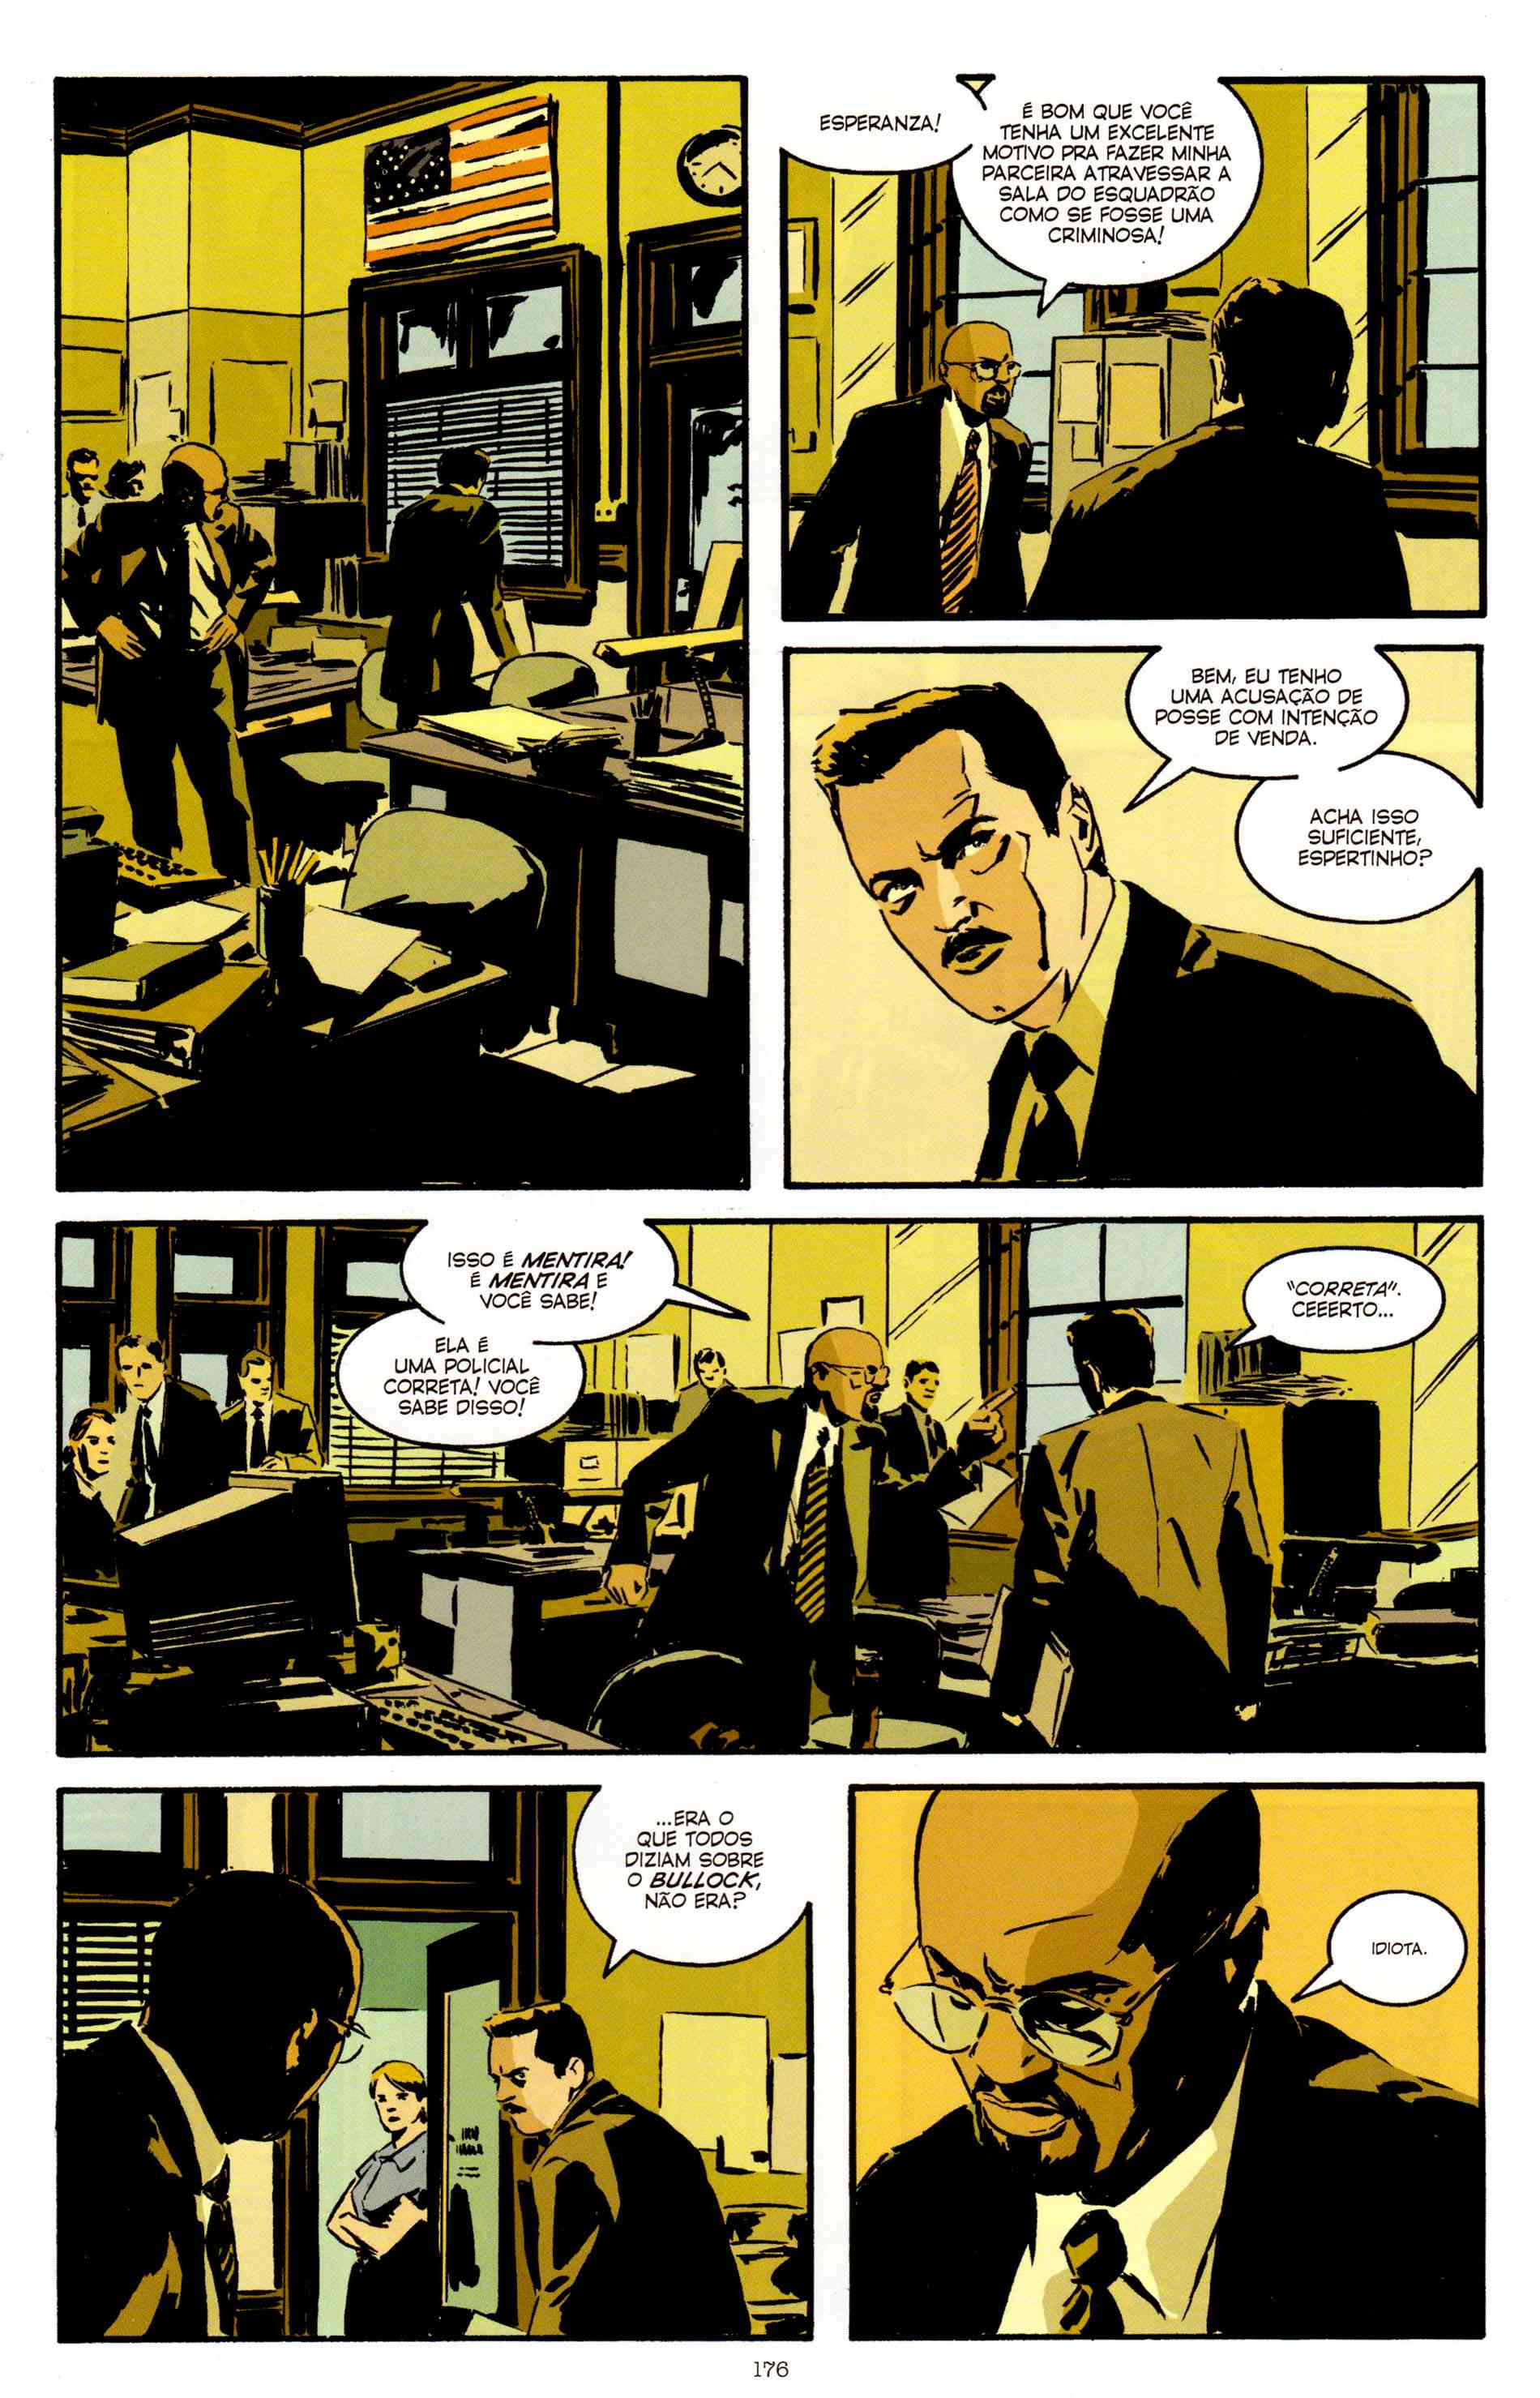 ESPERANZA!
É BOM QUE VOCÊ
TENHA UM EXCELENTE
MOTIVO PRA FAZER MINHA
PARCEIRA ATRAVESSAR A
SALA DO ESQUADRÃO
COMO SE FOSSE UMA
CRIMINOSA!
BEM, EU TENHO
UMA ACUSAÇÃO DE
POSSE COM INTENÇÃO
DE VENDA.
ACHA ISSO
SUFICIENTE,
ESPERTINHO?
ISSO É MENTIRA!
É MENTIRA E
VOCÊ SABE!
ELA É
UMA POLICIAL
CORRETA! VOCÊ
SABE DISSO!
"CORRETA".
CEEERTO...
...ERA O
QUE TODOS
DIZIAM SOBRE
O BULLOCK,
NÃO ERA?
IDIOTA.
176